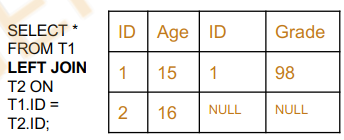 SELECT *
FROM T1
LEFT JOIN
T2 ON
T1.ID =
T2.ID;
ID Age ID Grade
1 15 1 98
2 16 NULL NULL